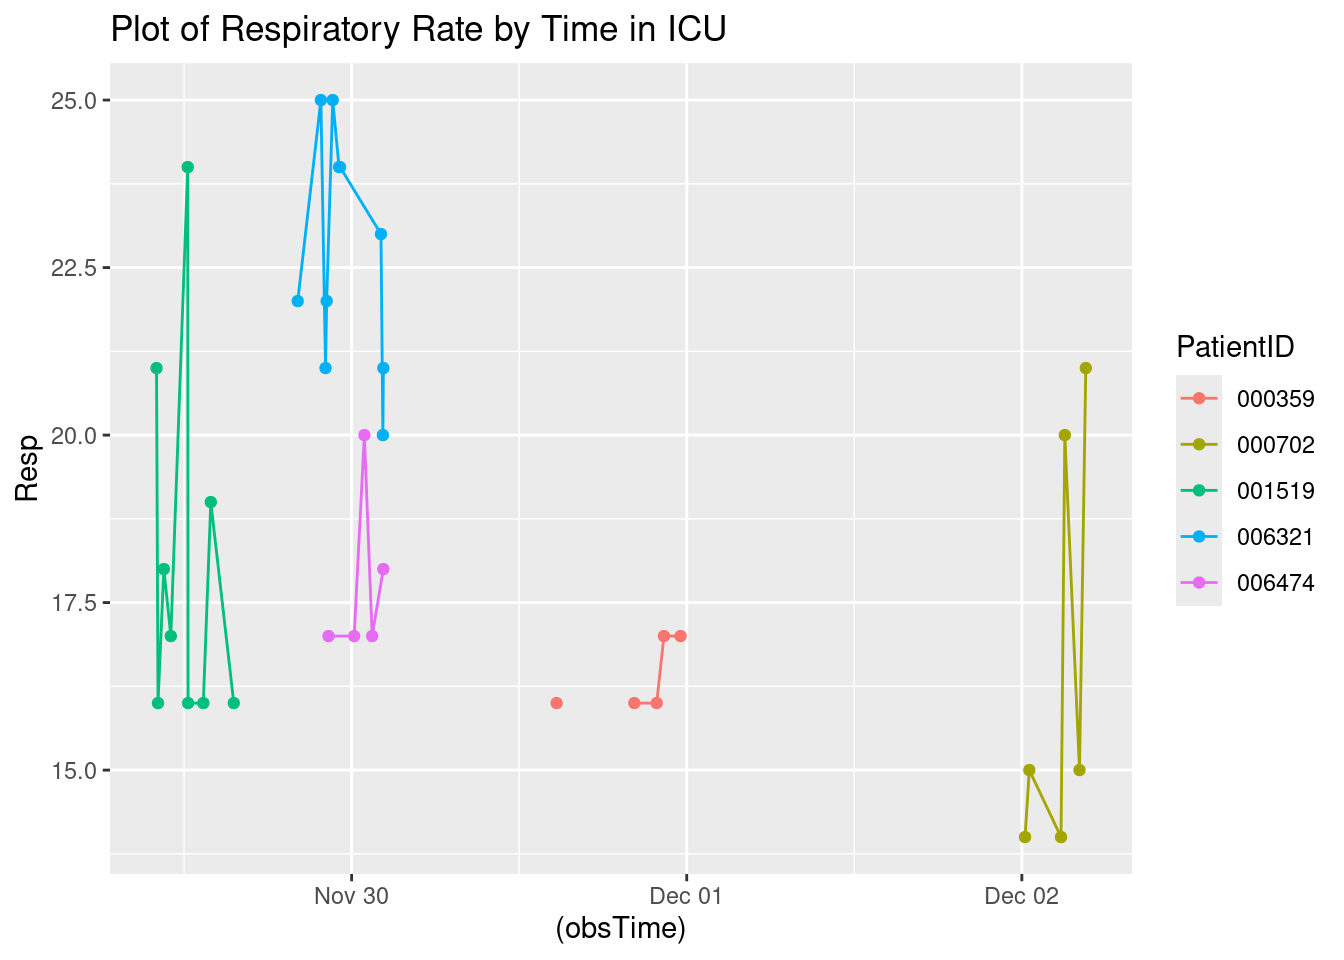 Plot of Respiratory Rate by Time in ICU
25.0
22.5
20.0
17.5
15.0
Resp
Nov 30
Dec 01
Dec 02
(obsTime)
PatientID
000359
000702
001519
006321
006474